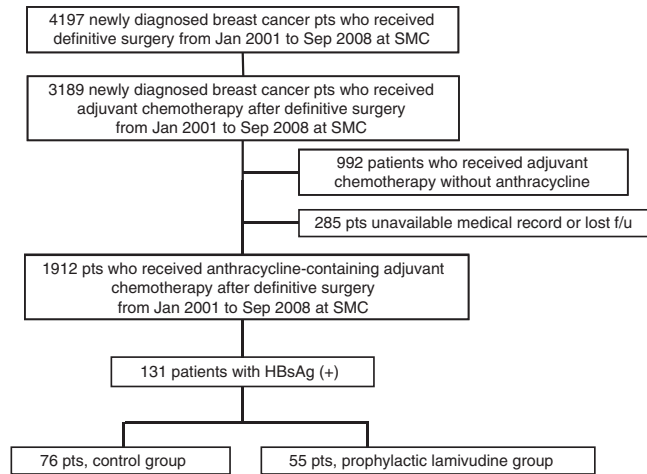 4197 newly diagnosed breast cancer pts who received
definitive surgery from Jan 2001 to Sep 2008 at SMC
3189 newly diagnosed breast cancer pts who received
adjuvant chemotherapy after definitive surgery
from Jan 2001 to Sep 2008 at SMC
992 patients who received adjuvant
chemotherapy without anthracycline
285 pts unavailable medical record or lost f/u
1912 pts who received anthracycline-containing adjuvant
chemotherapy after definitive surgery
from Jan 2001 to Sep 2008 at SMC
131 patients with HBsAg (+)
76 pts, control group
55 pts, prophylactic lamivudine group